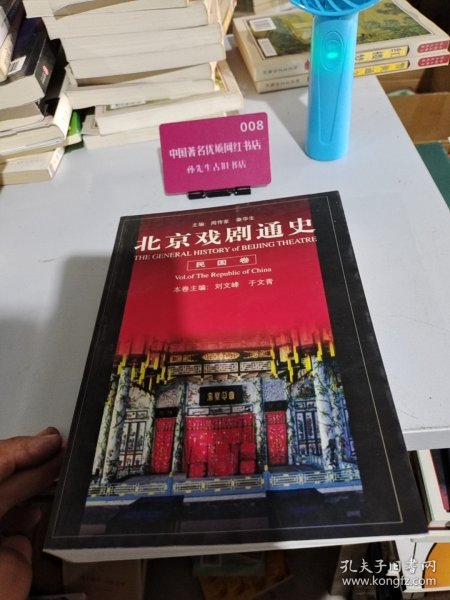 008
中国著名优质网红书店
孙先生古旧书店
主编 周传家 秦华生
北京戏剧通史
THE GENERAL HISTORY of BEIJING THEATRE
民国卷
Vol.of The Republic of China
本卷主编：刘文峰 于文青
孔夫子旧书网
www.kongfz.com